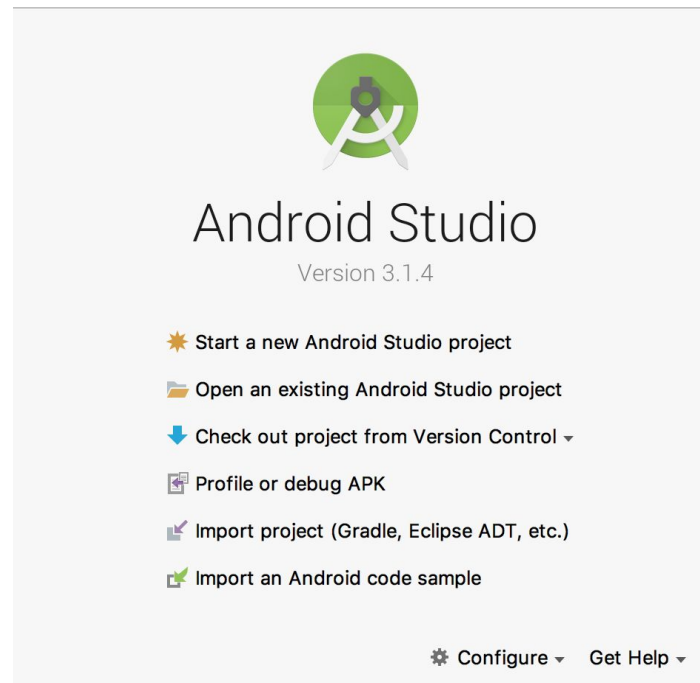 Android Studio
Version 3.1.4
Start a new Android Studio project
Open an existing Android Studio project
Check out project from Version Control
Profile or debug APK
Import project (Gradle, Eclipse ADT, etc.)
Import an Android code sample
Configure Get Help